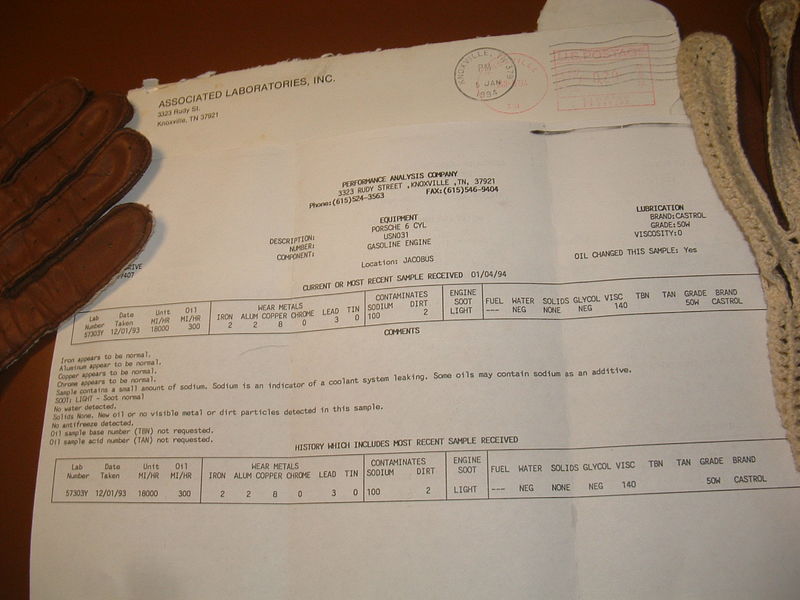 ASSOCIATED LABORATORIES, INC.
3323 Rudy St.
Knoxville, TN 37921
KNOXVILLE, TN
PM
5 JAN
1994
U.S. POSTAGE
PERFORMANCE ANALYSIS COMPANY
3323 RUDY STREET ,KNOXVILLE ,TN, 37921
Phone:(615)524-3563 FAX:(615)546-9404
EQUIPMENT
DESCRIPTION: PORSCHE 6 CYL
NUMBER: USN031
COMPONENT: GASOLINE ENGINE
Location: JACOBUS
LUBRICATION
BRAND:CASTROL
GRADE:50W
VISCOSITY:0
OIL CHANGED THIS SAMPLE: Yes
DRIVE
07407
CURRENT OR MOST RECENT SAMPLE RECEIVED 01/04/94
Lab Date Unit Oil WEAR METALS CONTAMINATES ENGINE
Number Taken MI/HR MI/HR IRON ALUM COPPER CHROME LEAD TIN SODIUM DIRT SOOT FUEL WATER SOLIDS GLYCOL VISC TBN TAN GRADE BRAND
57303Y 12/01/93 18000 300 2 2 8 0 3 0 100 2 LIGHT --- NEG NONE NEG 140 50W CASTROL
COMMENTS
Iron appears to be normal.
Aluminum appear to be normal.
Copper appears to be normal.
Chrome appears to be normal.
Sample contains a small amount of sodium. Sodium is an indicator of a coolant system leaking. Some oils may contain sodium as an additive.
SOOT: LIGHT - Soot normal
No water detected.
Solids None. New oil or no visible metal or dirt particles detected in this sample.
No antifreeze detected.
Oil sample base number (TBN) not requested.
Oil sample acid number (TAN) not requested.
HISTORY WHICH INCLUDES MOST RECENT SAMPLE RECEIVED
Lab Date Unit Oil WEAR METALS CONTAMINATES ENGINE
Number Taken MI/HR MI/HR IRON ALUM COPPER CHROME LEAD TIN SODIUM DIRT SOOT FUEL WATER SOLIDS GLYCOL VISC TBN TAN GRADE BRAND
57303Y 12/01/93 18000 300 2 2 8 0 3 0 100 2 LIGHT --- NEG NONE NEG 140 50W CASTROL